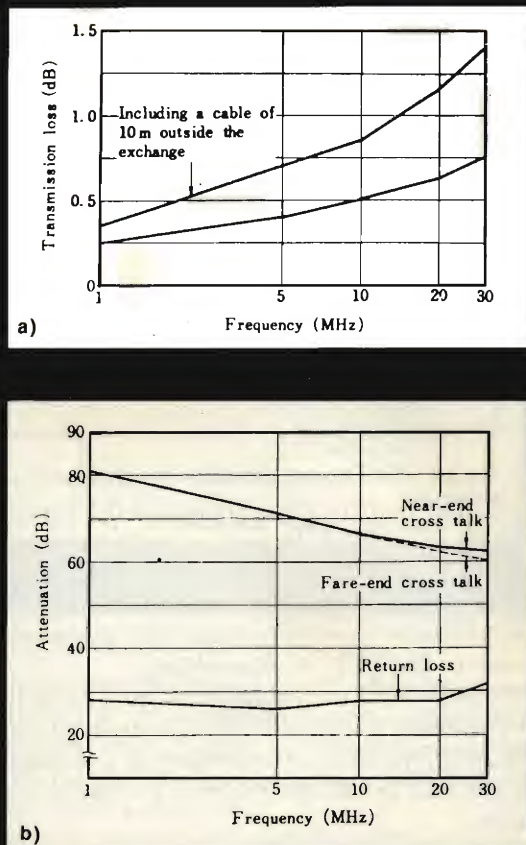 1.5
1.0
0.5
0
Transmission loss (dB)
Including a cable of
10m outside the
exchange
1 5 10 20 30
Frequency (MHz)
a)
90
80
60
40
20
Attenuation (dB)
Near-end
cross talk
Fare-end cross talk
Return loss
1 5 10 20 30
Frequency (MHz)
b)